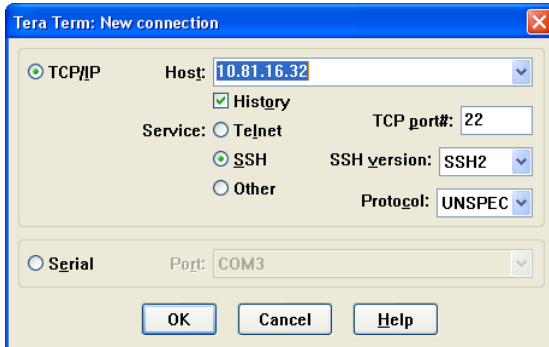 Tera Term: New connection
TCP/IP Host: 10.81.16.32
History
Service: Telnet TCP port#: 22
SSH SSH version: SSH2
Other Protocol: UNSPEC
Serial Port: COM3
OK Cancel Help